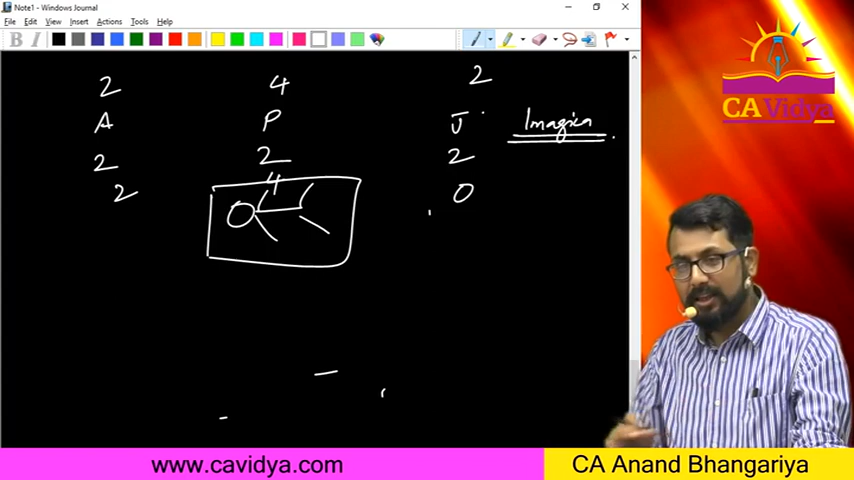 Note1 - Windows Journal
File Edit View Insert Actions Tools Help
B I
2 4 2
A P J Imagica
2 2 2
2 4 0
CA Vidya
www.cavidya.com
CA Anand Bhangariya